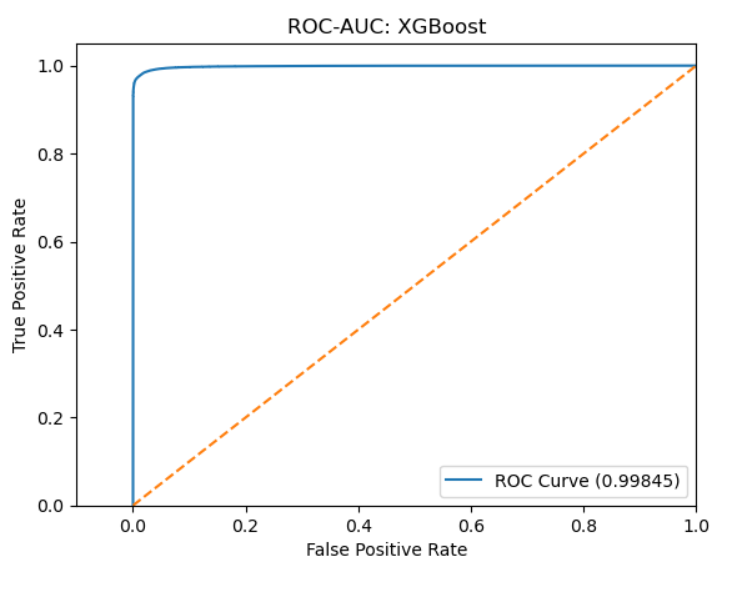 ROC-AUC: XGBoost
1.0
0.8
0.6
0.4
0.2
0.0
True Positive Rate
ROC Curve (0.99845)
0.0 0.2 0.4 0.6 0.8 1.0
False Positive Rate